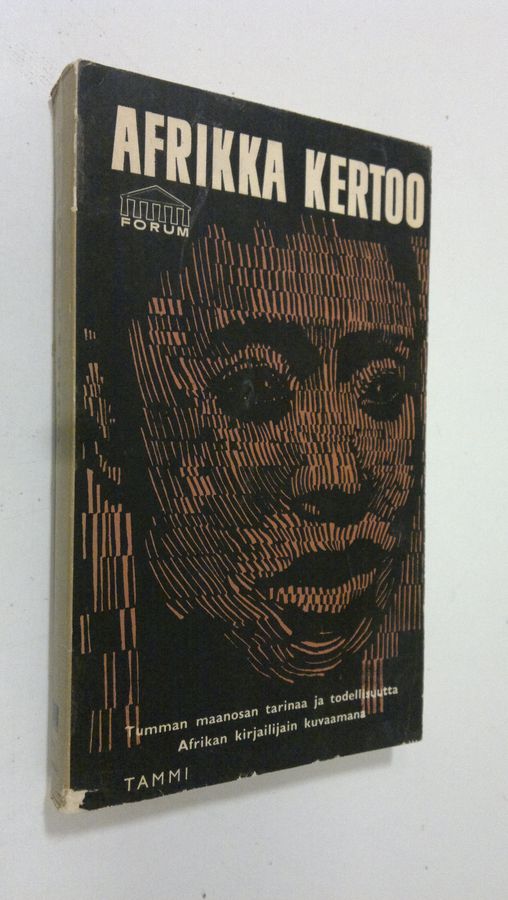 AFRIKKA KERTOO
FORUM
Tumman maanosan tarinaa ja todellisuutta
Afrikan kirjailijain kuvaamana
TAMMI